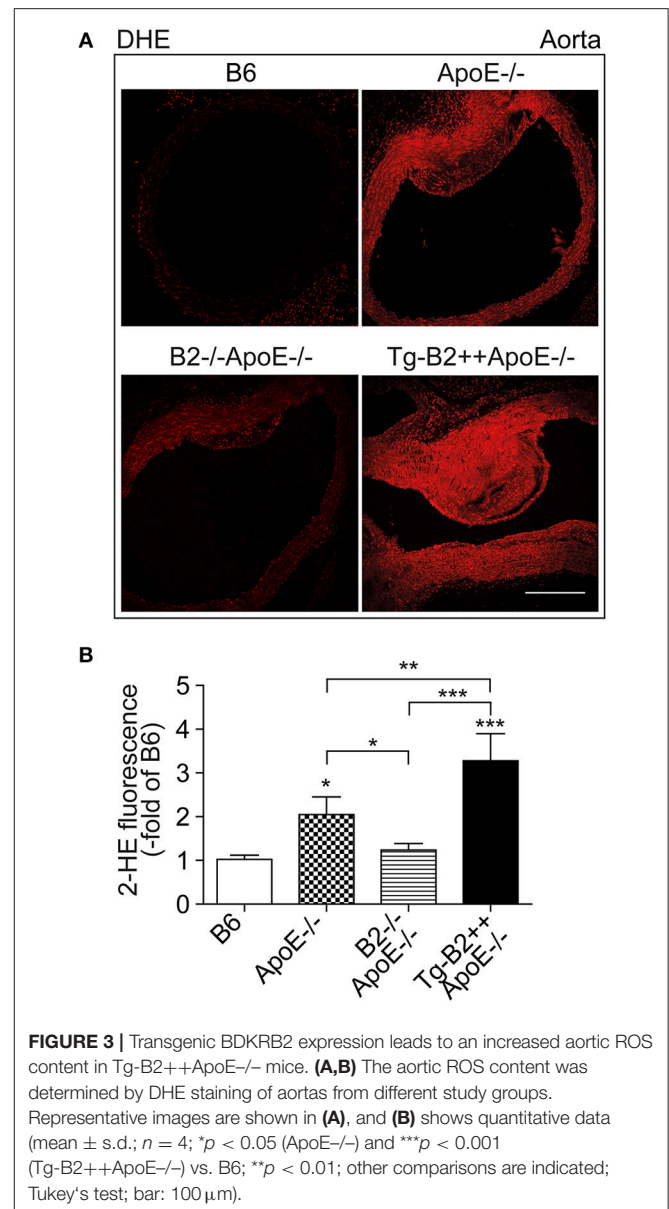 A DHE Aorta
B6 ApoE-/-
B2-/-ApoE-/- Tg-B2++ApoE-/-
B
2-HE fluorescence
(-fold of B6)
5
4
3
2
1
0
**
***
***
*
*
B6
ApoE-/-
B2-/-
ApoE-/-
Tg-B2++
ApoE-/-
FIGURE 3 | Transgenic BDKRB2 expression leads to an increased aortic ROS
content in Tg-B2++ApoE–/– mice. (A,B) The aortic ROS content was
determined by DHE staining of aortas from different study groups.
Representative images are shown in (A), and (B) shows quantitative data
(mean ± s.d.; n = 4; *p < 0.05 (ApoE–/–) and ***p < 0.001
(Tg-B2++ApoE–/–) vs. B6; **p < 0.01; other comparisons are indicated;
Tukey‘s test; bar: 100 μm).